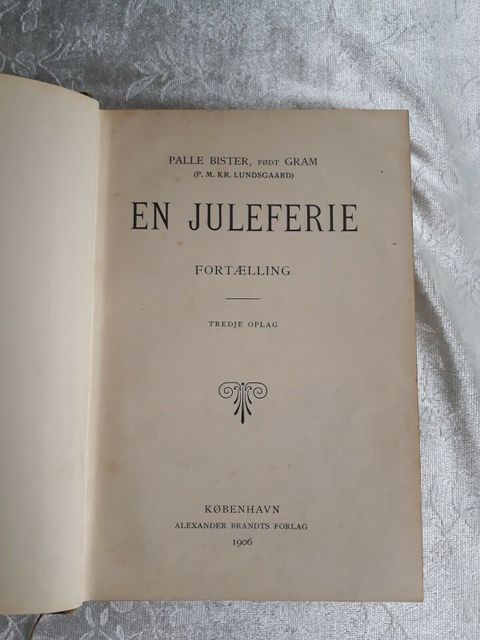 PALLE BISTER, FØDT GRAM
(P. M. KR. LUNDSGAARD)
EN JULEFERIE
FORTÆLLING
TREDJE OPLAG
KØBENHAVN
ALEXANDER BRANDTS FORLAG
1906